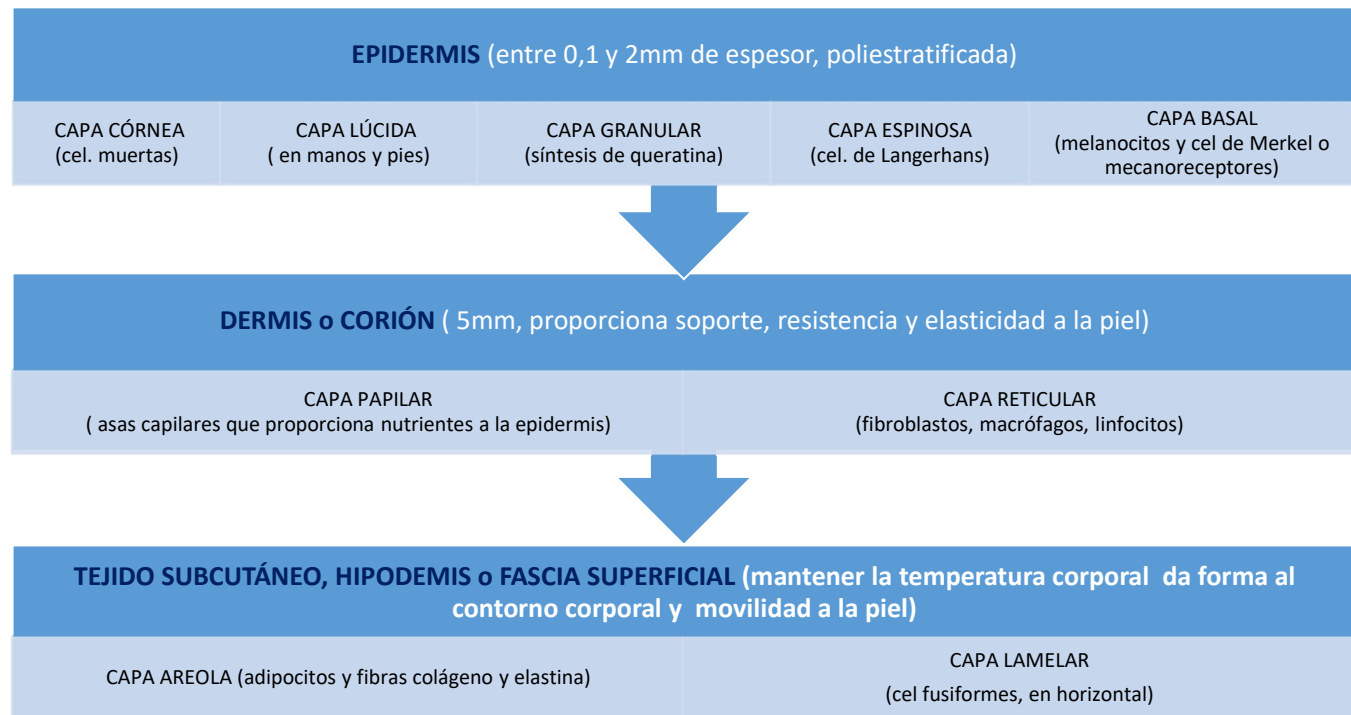 EPIDERMIS (entre 0,1 y 2mm de espesor, poliestratificada)
CAPA CÓRNEA
(cel. muertas)
CAPA LÚCIDA
( en manos y pies)
CAPA GRANULAR
(síntesis de queratina)
CAPA ESPINOSA
(cel. de Langerhans)
CAPA BASAL
(melanocitos y cel de Merkel o
mecanoreceptores)
DERMIS o CORIÓN ( 5mm, proporciona soporte, resistencia y elasticidad a la piel)
CAPA PAPILAR
( asas capilares que proporciona nutrientes a la epidermis)
CAPA RETICULAR
(fibroblastos, macrófagos, linfocitos)
TEJIDO SUBCUTÁNEO, HIPODEMIS o FASCIA SUPERFICIAL (mantener la temperatura corporal da forma al
contorno corporal y movilidad a la piel)
CAPA AREOLA (adipocitos y fibras colágeno y elastina)
CAPA LAMELAR
(cel fusiformes, en horizontal)